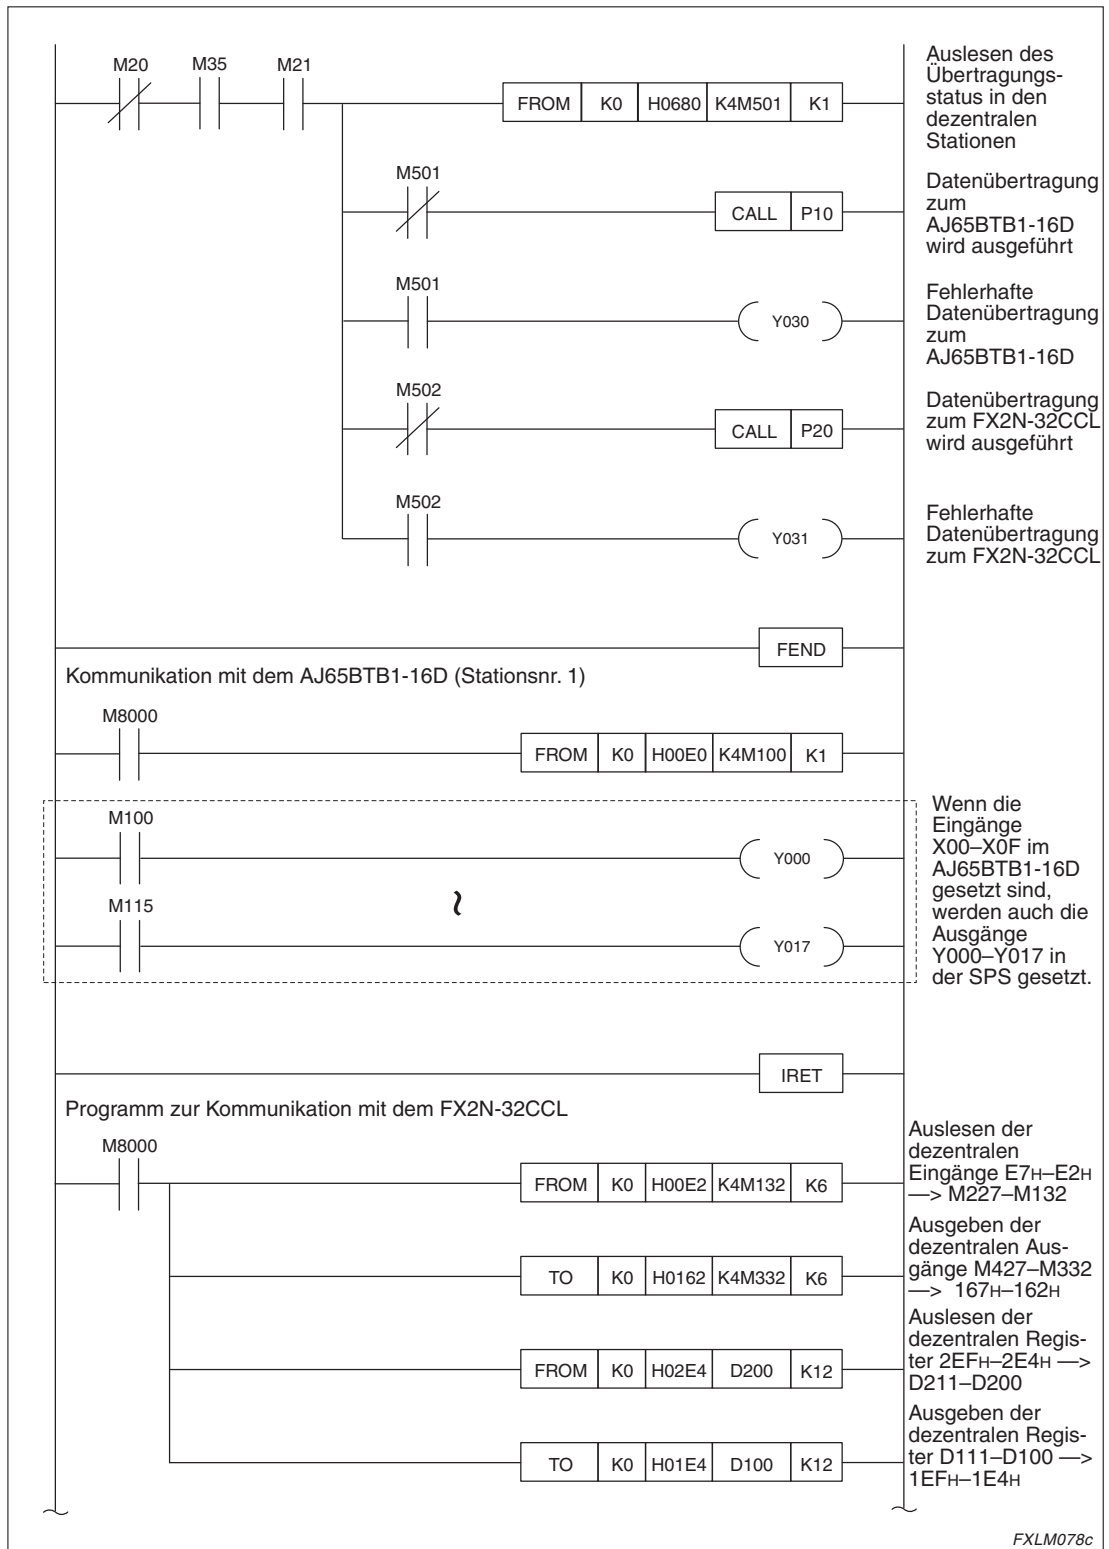 M20 M35 M21
FROM K0 H0680 K4M501 K1
Auslesen des
Übertragungs-
status in den
dezentralen
Stationen
M501
CALL P10
Datenübertragung
zum
AJ65BTB1-16D
wird ausgeführt
M501
Y030
Fehlerhafte
Datenübertragung
zum
AJ65BTB1-16D
M502
CALL P20
Datenübertragung
zum FX2N-32CCL
wird ausgeführt
M502
Y031
Fehlerhafte
Datenübertragung
zum FX2N-32CCL
FEND
Kommunikation mit dem AJ65BTB1-16D (Stationsnr. 1)
M8000
FROM K0 H00E0 K4M100 K1
M100
Y000
M115
Y017
Wenn die
Eingänge
X00–X0F im
AJ65BTB1-16D
gesetzt sind,
werden auch die
Ausgänge
Y000–Y017 in
der SPS gesetzt.
IRET
Programm zur Kommunikation mit dem FX2N-32CCL
M8000
FROM K0 H00E2 K4M132 K6
Auslesen der
dezentralen
Eingänge E7H–E2H
—> M227–M132
TO K0 H0162 K4M332 K6
Ausgeben der
dezentralen Aus-
gänge M427–M332
—> 167H–162H
FROM K0 H02E4 D200 K12
Auslesen der
dezentralen Regis-
ter 2EFH–2E4H —>
D211–D200
TO K0 H01E4 D100 K12
Ausgeben der
dezentralen Regis-
ter D111–D100 —>
1EFH–1E4H
FXLM078c